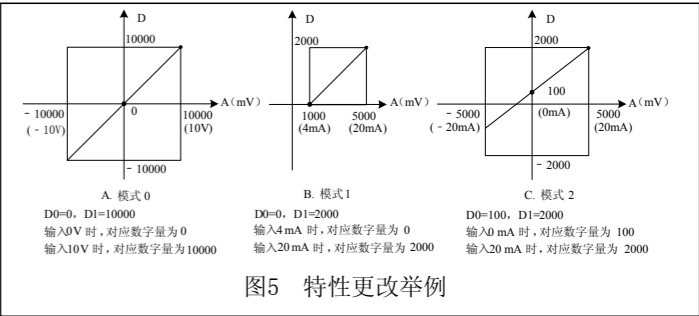 D
10000
A（mV）
0
－10000
(－10V)
10000
(10V)
－10000
A. 模式 0
D0=0，D1=10000
输入0V 时，对应数字量为 0
输入10V 时，对应数字量为10000
D
2000
A（mV）
1000
(4mA)
5000
(20mA)
B. 模式1
D0=0，D1=2000
输入4 mA 时，对应数字量为 0
输入20 mA 时，对应数字量为 2000
D
2000
100
A（mV）
－5000
(－20mA)
(0mA)
5000
(20mA)
－2000
C. 模式 2
D0=100，D1=2000
输入0 mA 时，对应数字量为 100
输入20 mA 时，对应数字量为 2000
图5 特性更改举例